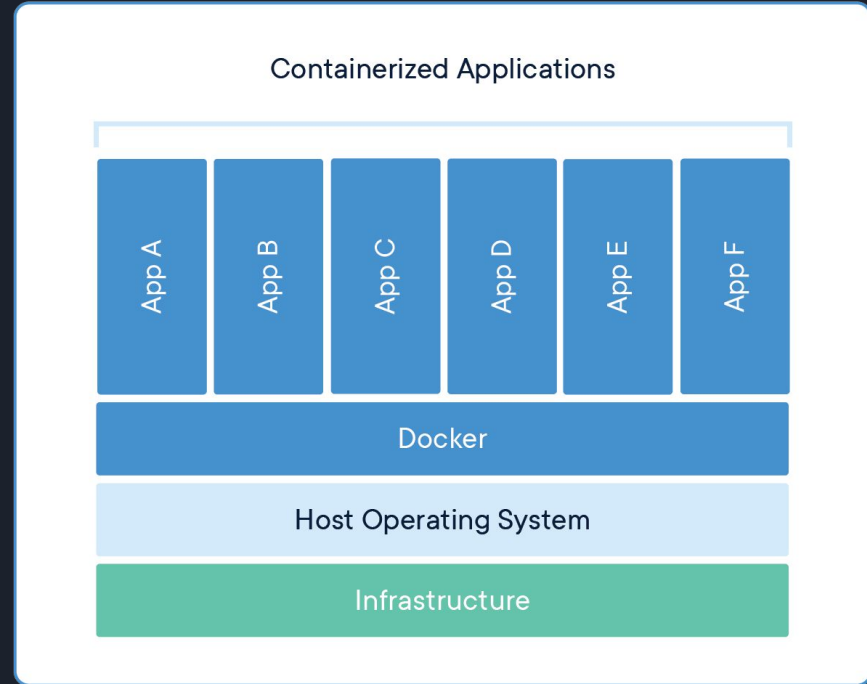 Containerized Applications
App A
App B
App C
App D
App E
App F
Docker
Host Operating System
Infrastructure